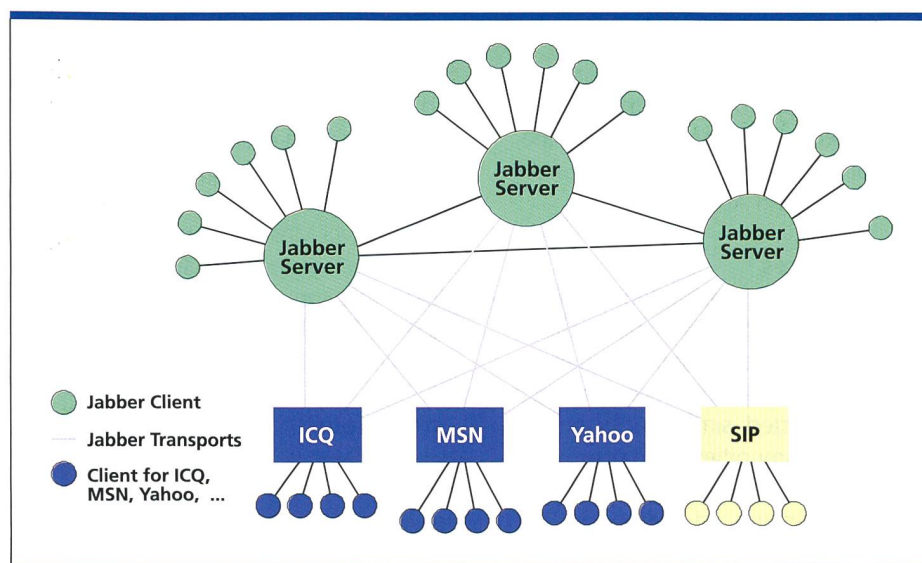 Jabber
Server
Jabber
Server
Jabber
Server
Jabber Client
Jabber Transports
Client for ICQ,
MSN, Yahoo, ...
ICQ
MSN
Yahoo
SIP